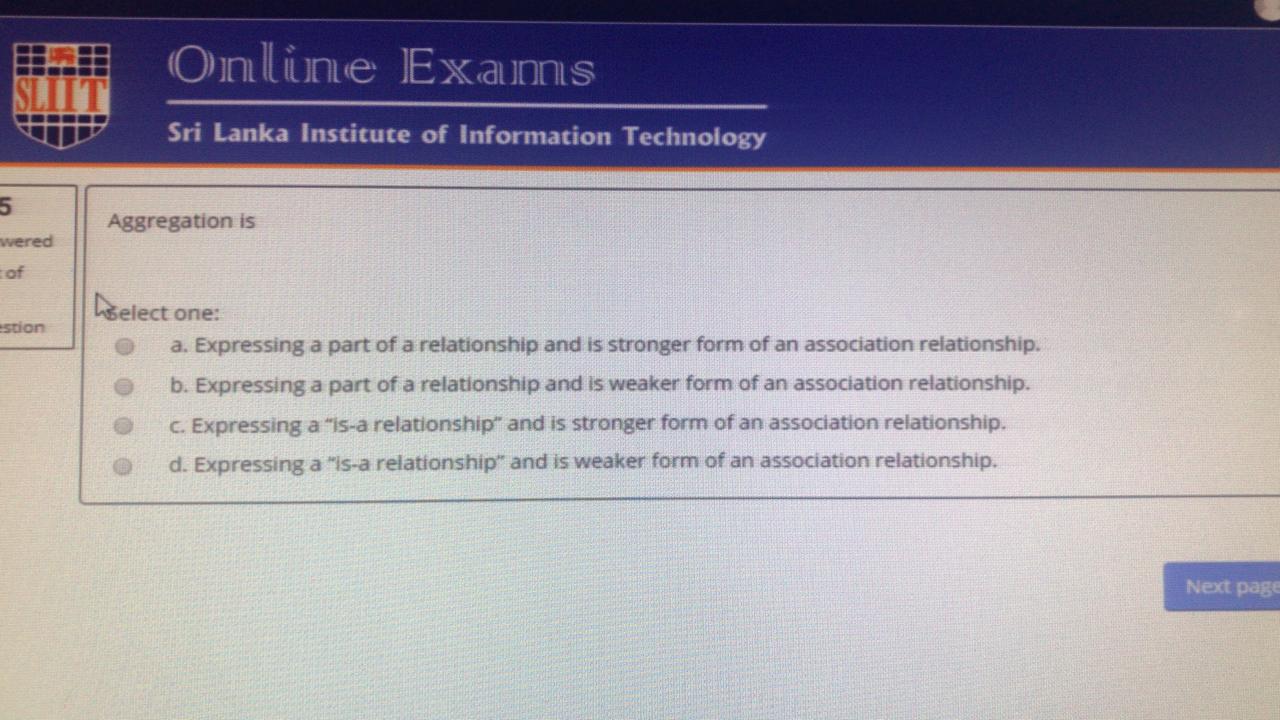 SLIIT
Online Exams
Sri Lanka Institute of Information Technology
5
wered
of
estion
Aggregation is
Select one:
a. Expressing a part of a relationship and is stronger form of an association relationship.
b. Expressing a part of a relationship and is weaker form of an association relationship.
c. Expressing a “is-a relationship” and is stronger form of an association relationship.
d. Expressing a “is-a relationship” and is weaker form of an association relationship.
Next page